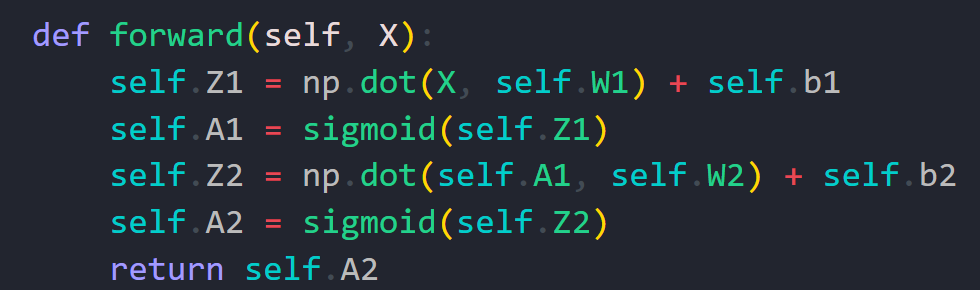 def forward(self, X):
    self.Z1 = np.dot(X, self.W1) + self.b1
    self.A1 = sigmoid(self.Z1)
    self.Z2 = np.dot(self.A1, self.W2) + self.b2
    self.A2 = sigmoid(self.Z2)
    return self.A2